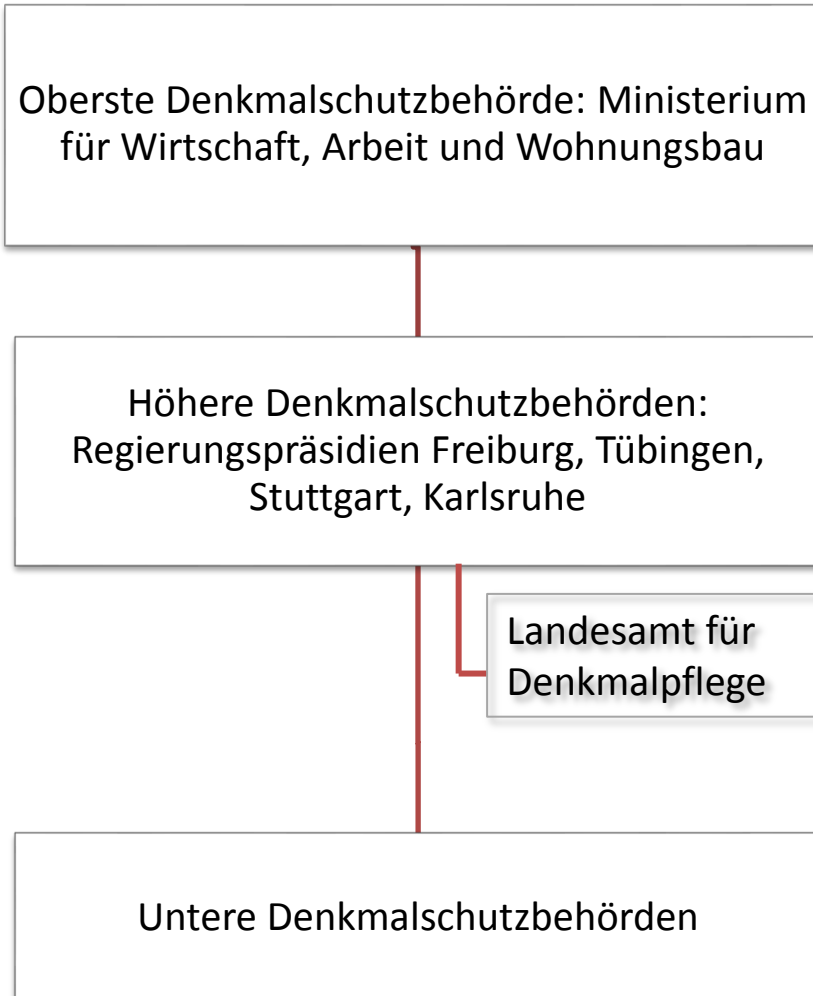 Oberste Denkmalschutzbehörde: Ministerium
für Wirtschaft, Arbeit und Wohnungsbau
Höhere Denkmalschutzbehörden:
Regierungspräsidien Freiburg, Tübingen,
Stuttgart, Karlsruhe
Landesamt für
Denkmalpflege
Untere Denkmalschutzbehörden